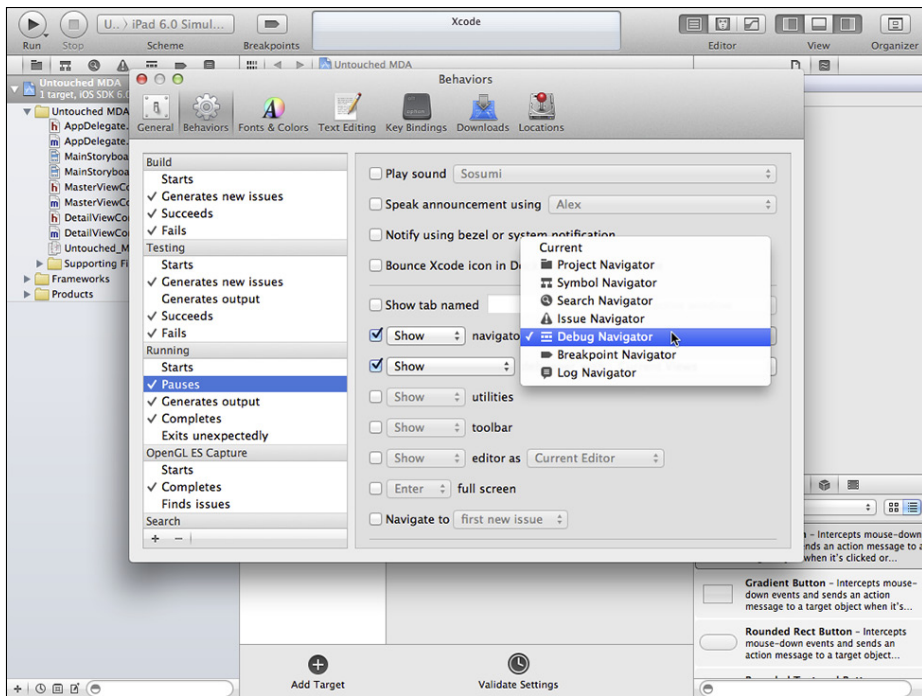 Xcode
U..⟩ iPad 6.0 Simul...
Run
Stop
Scheme
Breakpoints
Editor
View
Organizer
Untouched MDA
Untouched MDA
1 target, iOS SDK 6.0
Untouched MDA
AppDelegate.
AppDelegate.
MainStoryboa
MainStoryboa
MasterViewCo
MasterViewCo
DetailViewCo
DetailViewCo
Untouched_M
Supporting Fi
Frameworks
Products
Behaviors
General
Behaviors
Fonts & Colors
Text Editing
Key Bindings
Downloads
Locations
Build
Starts
Generates new issues
Succeeds
Fails
Testing
Starts
Generates new issues
Generates output
Succeeds
Fails
Running
Starts
Pauses
Generates output
Completes
Exits unexpectedly
OpenGL ES Capture
Starts
Completes
Finds issues
Search
Play sound Sosumi
Speak announcement using Alex
Notify using bezel or system notification
Bounce Xcode icon in Do
Show tab named
Show navigato
Show
Show utilities
Show toolbar
Show editor as Current Editor
Enter full screen
Navigate to first new issue
Current
Project Navigator
Symbol Navigator
Search Navigator
Issue Navigator
Debug Navigator
Breakpoint Navigator
Log Navigator
n - Intercepts mouse-down
nds an action message to a
when it's clicked or...
Gradient Button - Intercepts mouse-
down events and sends an action
message to a target object when it's...
Rounded Rect Button - Intercepts
mouse-down events and sends an
action message to a target object...
Add Target
Validate Settings